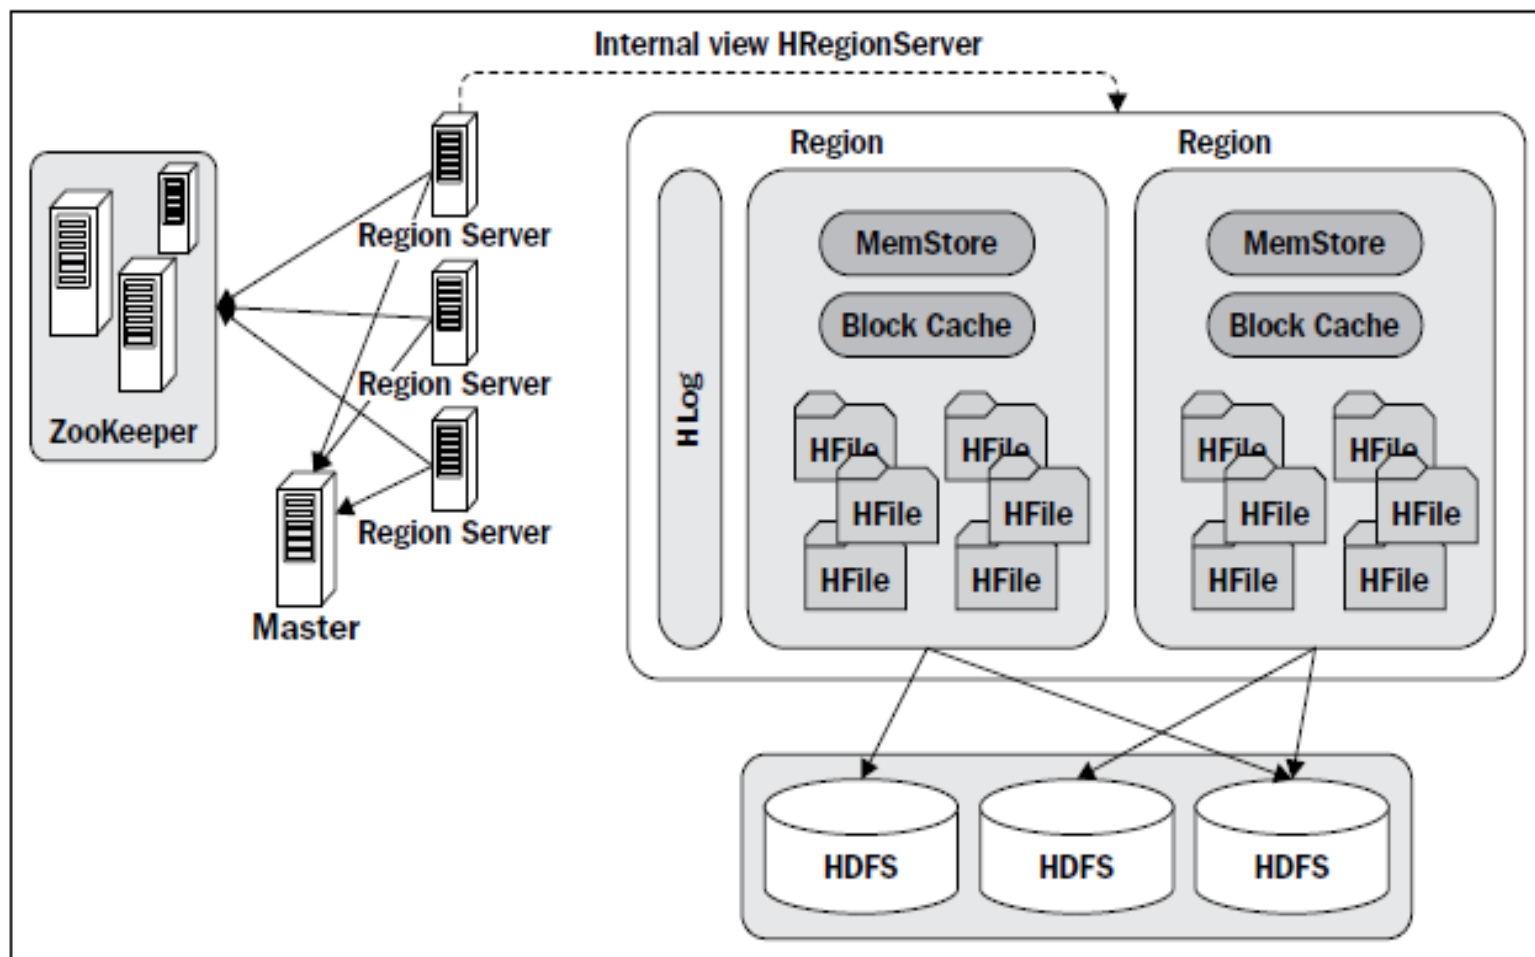 Internal view HRegionServer
Region Server
Region Server
Region Server
ZooKeeper
Master
HLog
Region
MemStore
Block Cache
HFile
HFile
HFile
HFile
HFile
HFile
Region
MemStore
Block Cache
HFile
HFile
HFile
HFile
HFile
HFile
HDFS
HDFS
HDFS